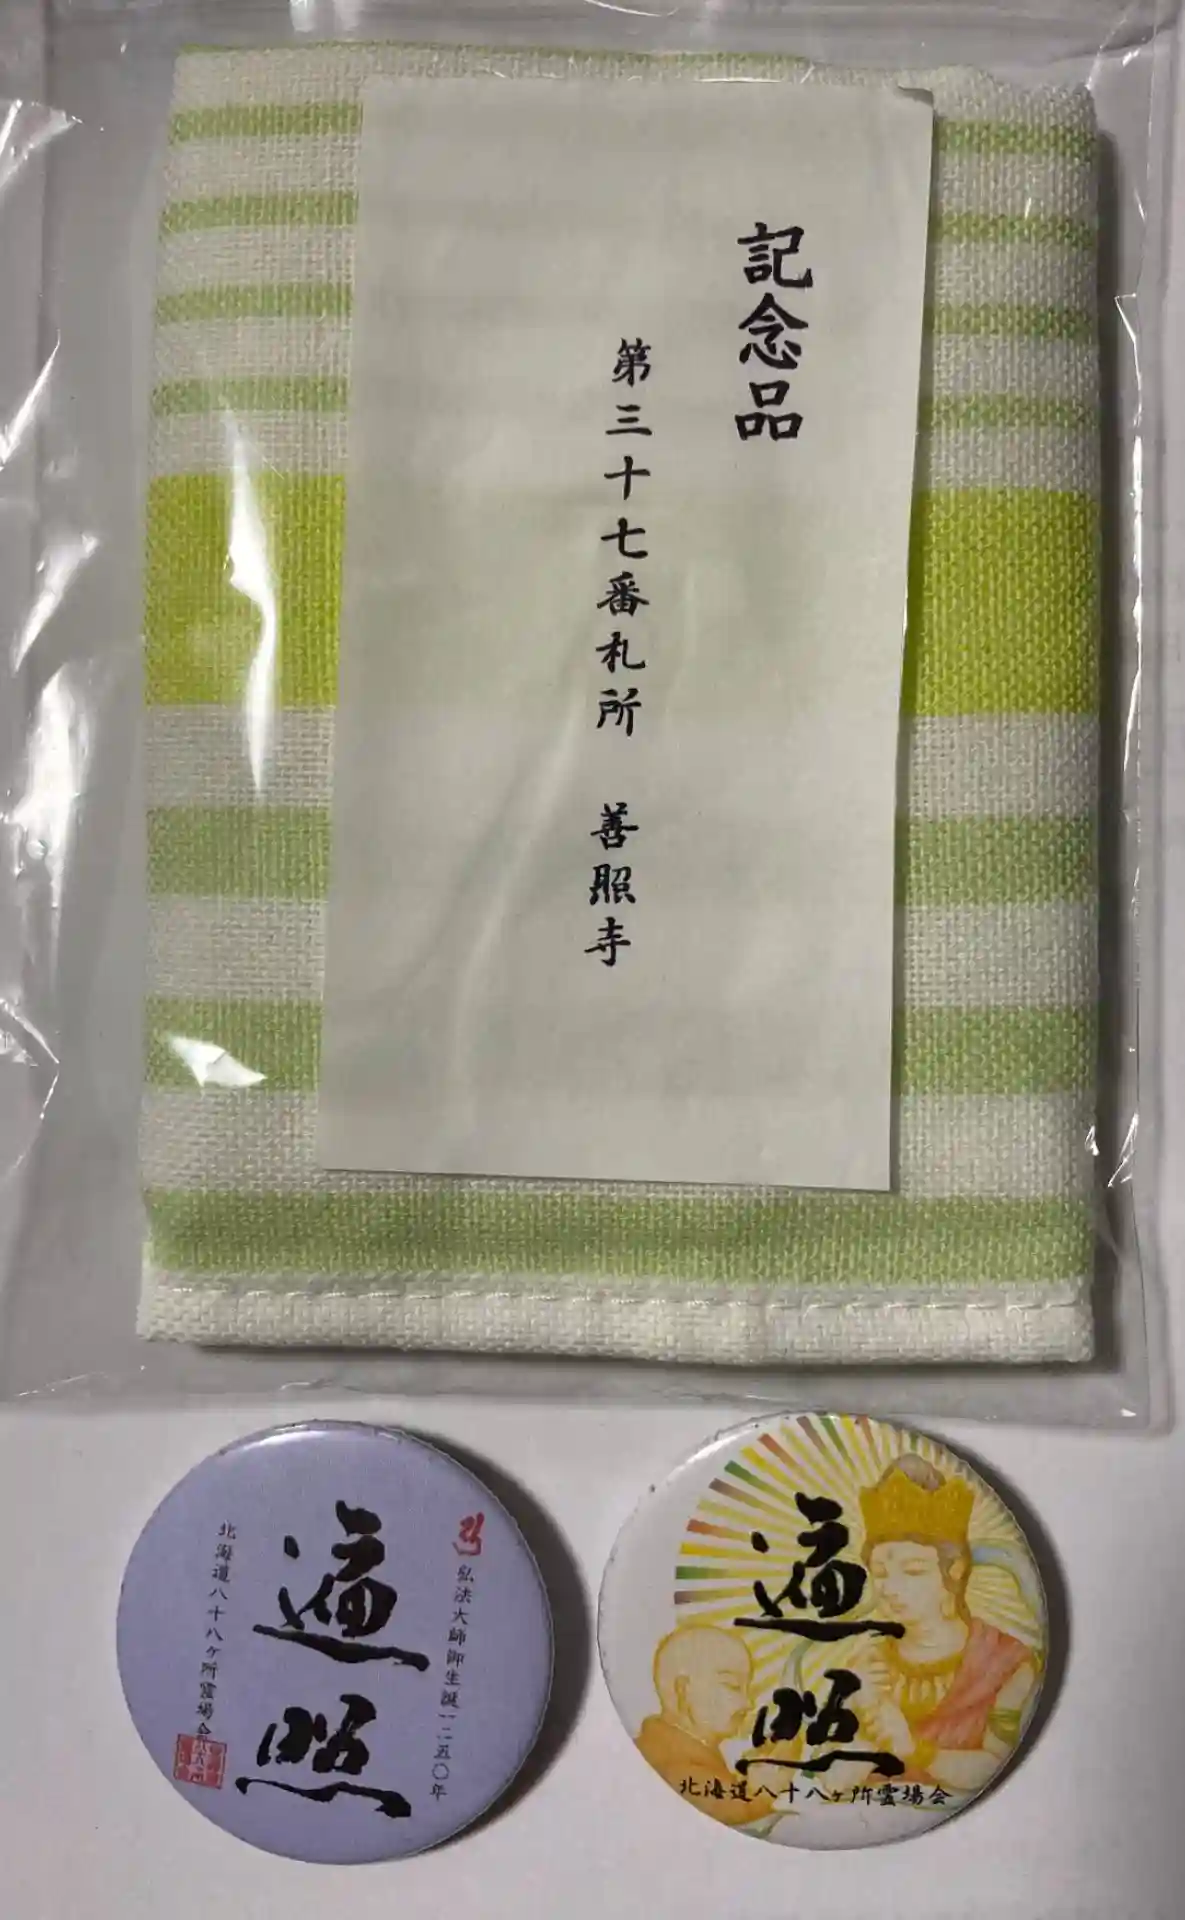 記念品
第三十七番札所　善照寺
弘法大師御生誕一二五〇年
遍照
北海道八十八ヶ所霊場会
遍照
北海道八十八ヶ所霊場会